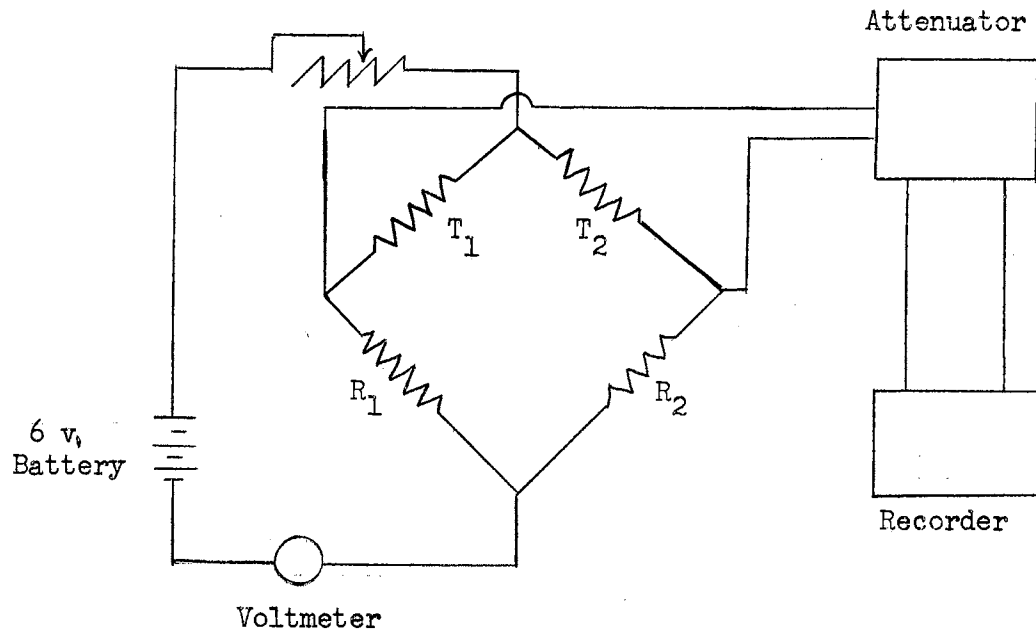 Attenuator
T1
T2
R1
R2
6 v.
Battery
Recorder
Voltmeter